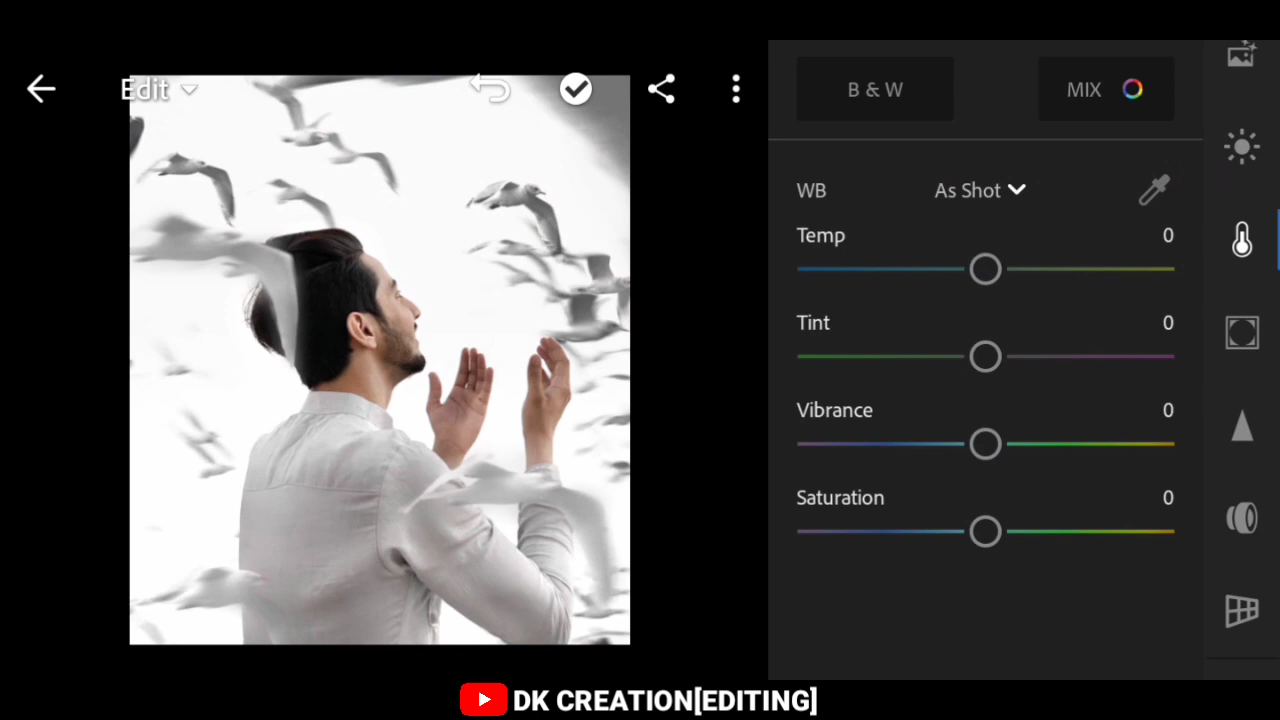 Edit
B & W
MIX
WB
As Shot
Temp
0
Tint
0
Vibrance
0
Saturation
0
DK CREATION[EDITING]